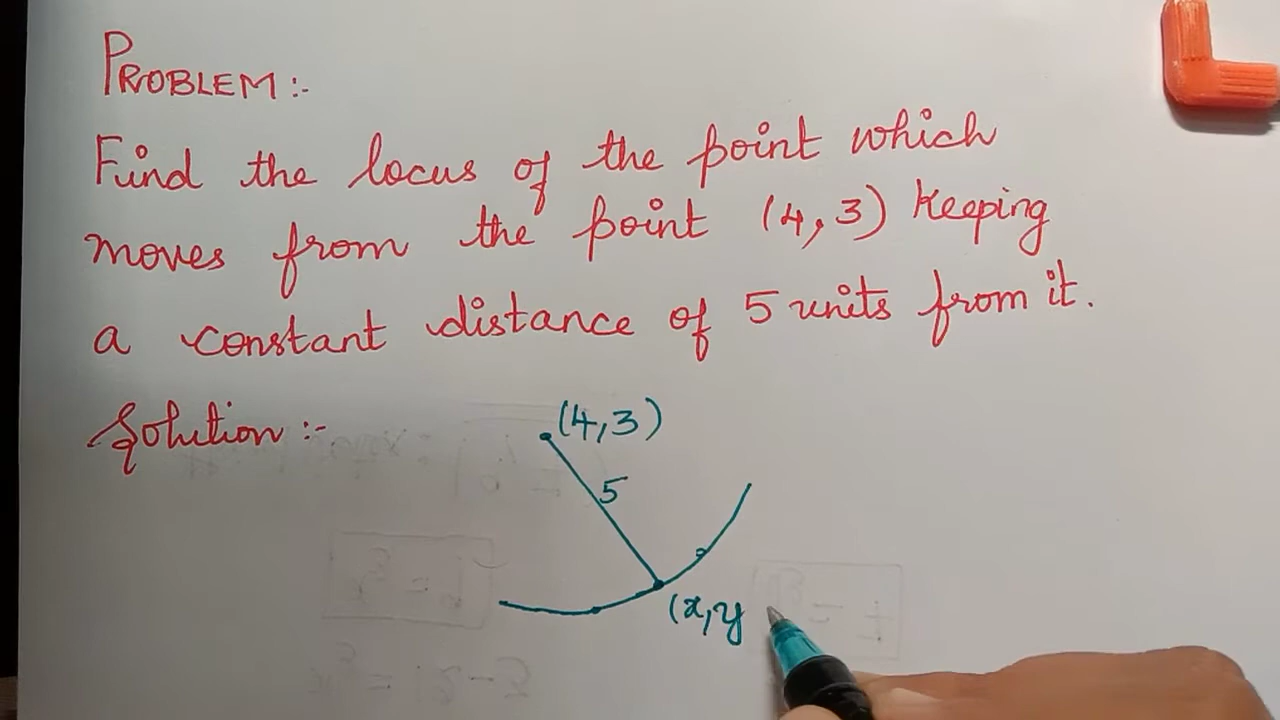 PROBLEM:-
Find the locus of the point which
moves from the point (4,3) keeping
a constant distance of 5 units from it.
Solution :-
(4,3)
5
(x,y